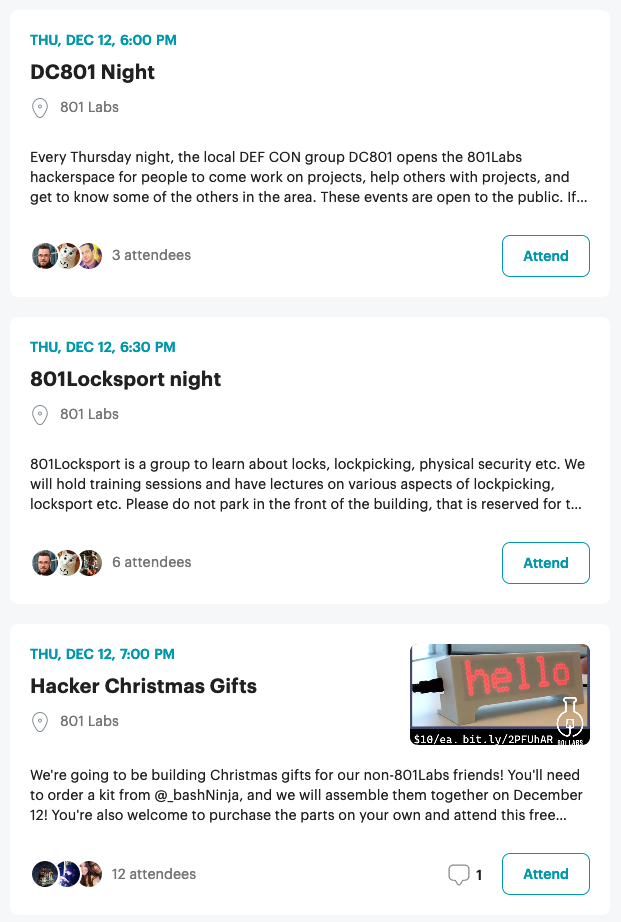 THU, DEC 12, 6:00 PM
DC801 Night
801 Labs
Every Thursday night, the local DEF CON group DC801 opens the 801Labs
hackerspace for people to come work on projects, help others with projects, and
get to know some of the others in the area. These events are open to the public. If...
3 attendees
Attend
THU, DEC 12, 6:30 PM
801Locksport night
801 Labs
801Locksport is a group to learn about locks, lockpicking, physical security etc. We
will hold training sessions and have lectures on various aspects of lockpicking,
locksport etc. Please do not park in the front of the building, that is reserved for t...
6 attendees
Attend
THU, DEC 12, 7:00 PM
Hacker Christmas Gifts
801 Labs
hello
$10/ea. bit.ly/2PFUhAR
801LABS
We're going to be building Christmas gifts for our non-801Labs friends! You'll need
to order a kit from @_bashNinja, and we will assemble them together on December
12! You're also welcome to purchase the parts on your own and attend this free...
12 attendees
1
Attend